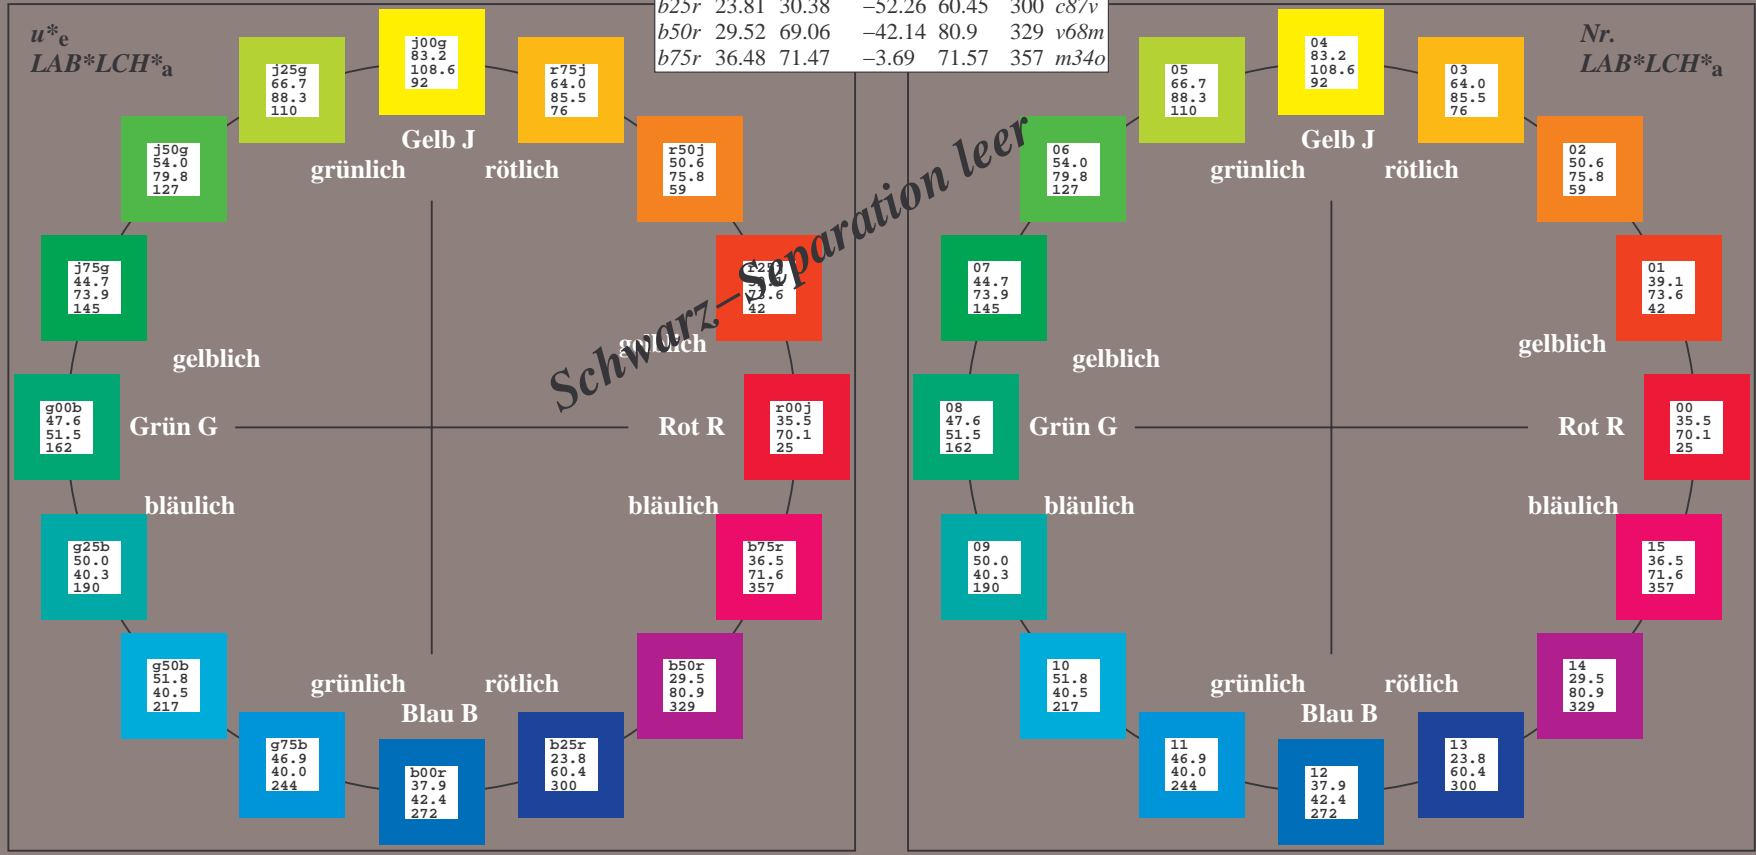 b25r 23.81 30.38 −52.26 60.45 300 c87v
b50r 29.52 69.06 −42.14 80.9 329 v68m
b75r 36.48 71.47 −3.69 71.57 357 m34o
u*e
LAB*LCH*a
j00g
83.2
108.6
92
j25g
66.7
88.3
110
r75j
64.0
85.5
76
Gelb J
grünlich rötlich
j50g
54.0
79.8
127
r50j
50.6
75.8
59
j75g
44.7
73.9
145
73.6
42
gelblich
gelblich
g00b
47.6
51.5
162
Grün G
Rot R
r00j
35.5
70.1
25
bläulich
bläulich
g25b
50.0
40.3
190
b75r
36.5
71.6
357
g50b
51.8
40.5
217
b50r
29.5
80.9
329
grünlich rötlich
Blau B
g75b
46.9
40.0
244
b00r
37.9
42.4
272
b25r
23.8
60.4
300
Schwarz−Separation leer
Nr.
LAB*LCH*a
04
83.2
108.6
92
05
66.7
88.3
110
03
64.0
85.5
76
Gelb J
grünlich rötlich
06
54.0
79.8
127
02
50.6
75.8
59
07
44.7
73.9
145
01
39.1
73.6
42
gelblich
gelblich
08
47.6
51.5
162
Grün G
Rot R
00
35.5
70.1
25
bläulich
bläulich
09
50.0
40.3
190
15
36.5
71.6
357
10
51.8
40.5
217
14
29.5
80.9
329
grünlich rötlich
Blau B
11
46.9
40.0
244
12
37.9
42.4
272
13
23.8
60.4
300